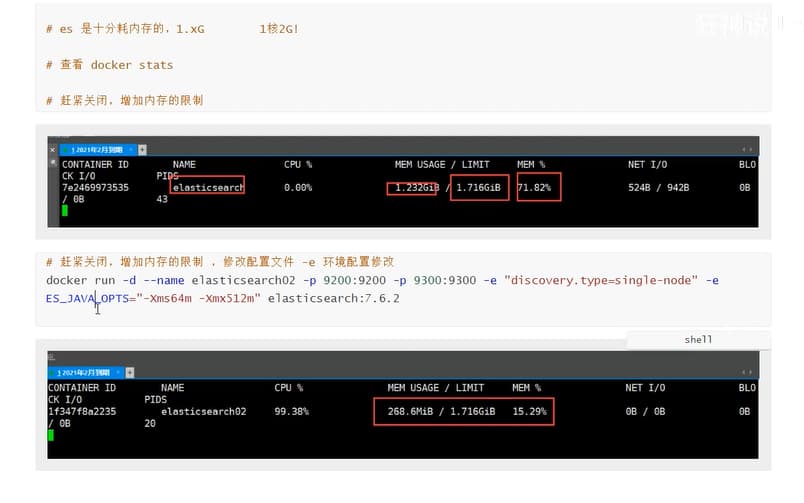 # es 是十分耗内存的，1.xG 1核2G!
狂神说
# 查看 docker stats
# 赶紧关闭，增加内存的限制
j 2021年2月到期
CONTAINER ID NAME CPU % MEM USAGE / LIMIT MEM % NET I/O BLO
CK I/O PIDS
7e2469973535 elasticsearch 0.00% 1.232GiB / 1.716GiB 71.82% 524B / 942B 0B
/ 0B 43
# 赶紧关闭，增加内存的限制 ，修改配置文件 -e 环境配置修改
docker run -d --name elasticsearch02 -p 9200:9200 -p 9300:9300 -e "discovery.type=single-node" -e
ES_JAVA_OPTS="-Xms64m -Xmx512m" elasticsearch:7.6.2
shell
j 2021年2月到期
CONTAINER ID NAME CPU % MEM USAGE / LIMIT MEM % NET I/O BLO
CK I/O PIDS
1f347f8a2235 elasticsearch02 99.38% 268.6MiB / 1.716GiB 15.29% 0B / 0B 0B
/ 0B 20